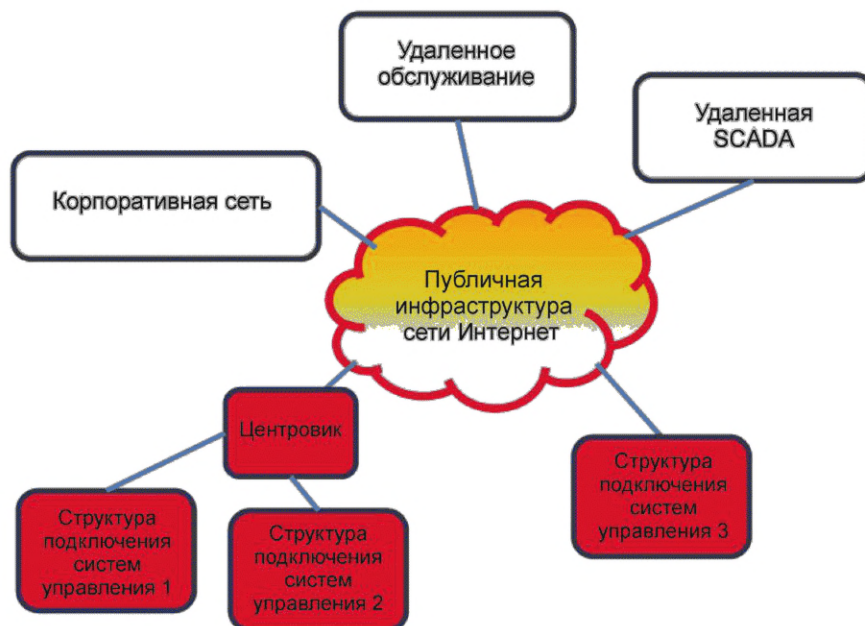 Удаленное
обслуживание
Удаленная
SCADA
Корпоративная сеть
Публичная
инфраструктура
сети Интернет
Центровик
Структура
подключения
систем
управления 1
Структура
подключения
систем
управления 2
Структура
подключения
систем
управления 3